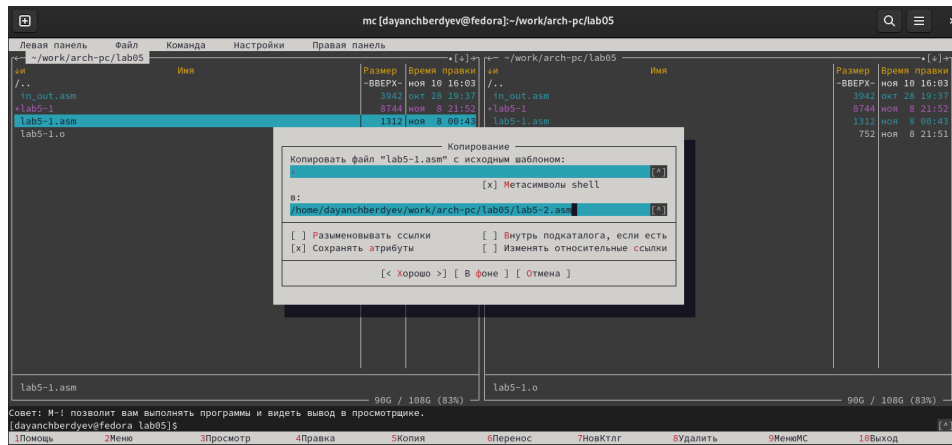 mc [dayanchberdyev@fedora]:~/work/arch-pc/lab05
Левая панель Файл Команда Настройки Правая панель
~/work/arch-pc/lab05 ~/work/arch-pc/lab05
↓и Имя Размер Время правки ↓и Имя Размер Время правки
/.. -ВВЕРХ- ноя 10 16:03 /.. -ВВЕРХ- ноя 10 16:03
in_out.asm 3942 окт 28 19:37 in_out.asm 3942 окт 28 19:37
*lab5-1 8744 ноя 8 21:52 *lab5-1 8744 ноя 8 21:52
lab5-1.asm 1312 ноя 8 00:43 lab5-1.asm 1312 ноя 8 00:43
lab5-1.o 752 ноя 8 21:51
Копирование
Копировать файл "lab5-1.asm" с исходным шаблоном:
* [^]
[x] Метасимволы shell
в:
/home/dayanchberdyev/work/arch-pc/lab05/lab5-2.asm [^]
[ ] Разыменовывать ссылки [ ] Внутрь подкаталога, если есть
[x] Сохранять атрибуты [ ] Изменять относительные ссылки
[< Хорошо >] [ В фоне ] [ Отмена ]
lab5-1.asm lab5-1.o
90G / 108G (83%) 90G / 108G (83%)
Совет: M-! позволит вам выполнять программы и видеть вывод в просмотрщике.
[dayanchberdyev@fedora lab05]$ [^]
1Помощь 2Меню 3Просмотр 4Правка 5Копия 6Перенос 7НовКтлг 8Удалить 9МенюMC 10Выход